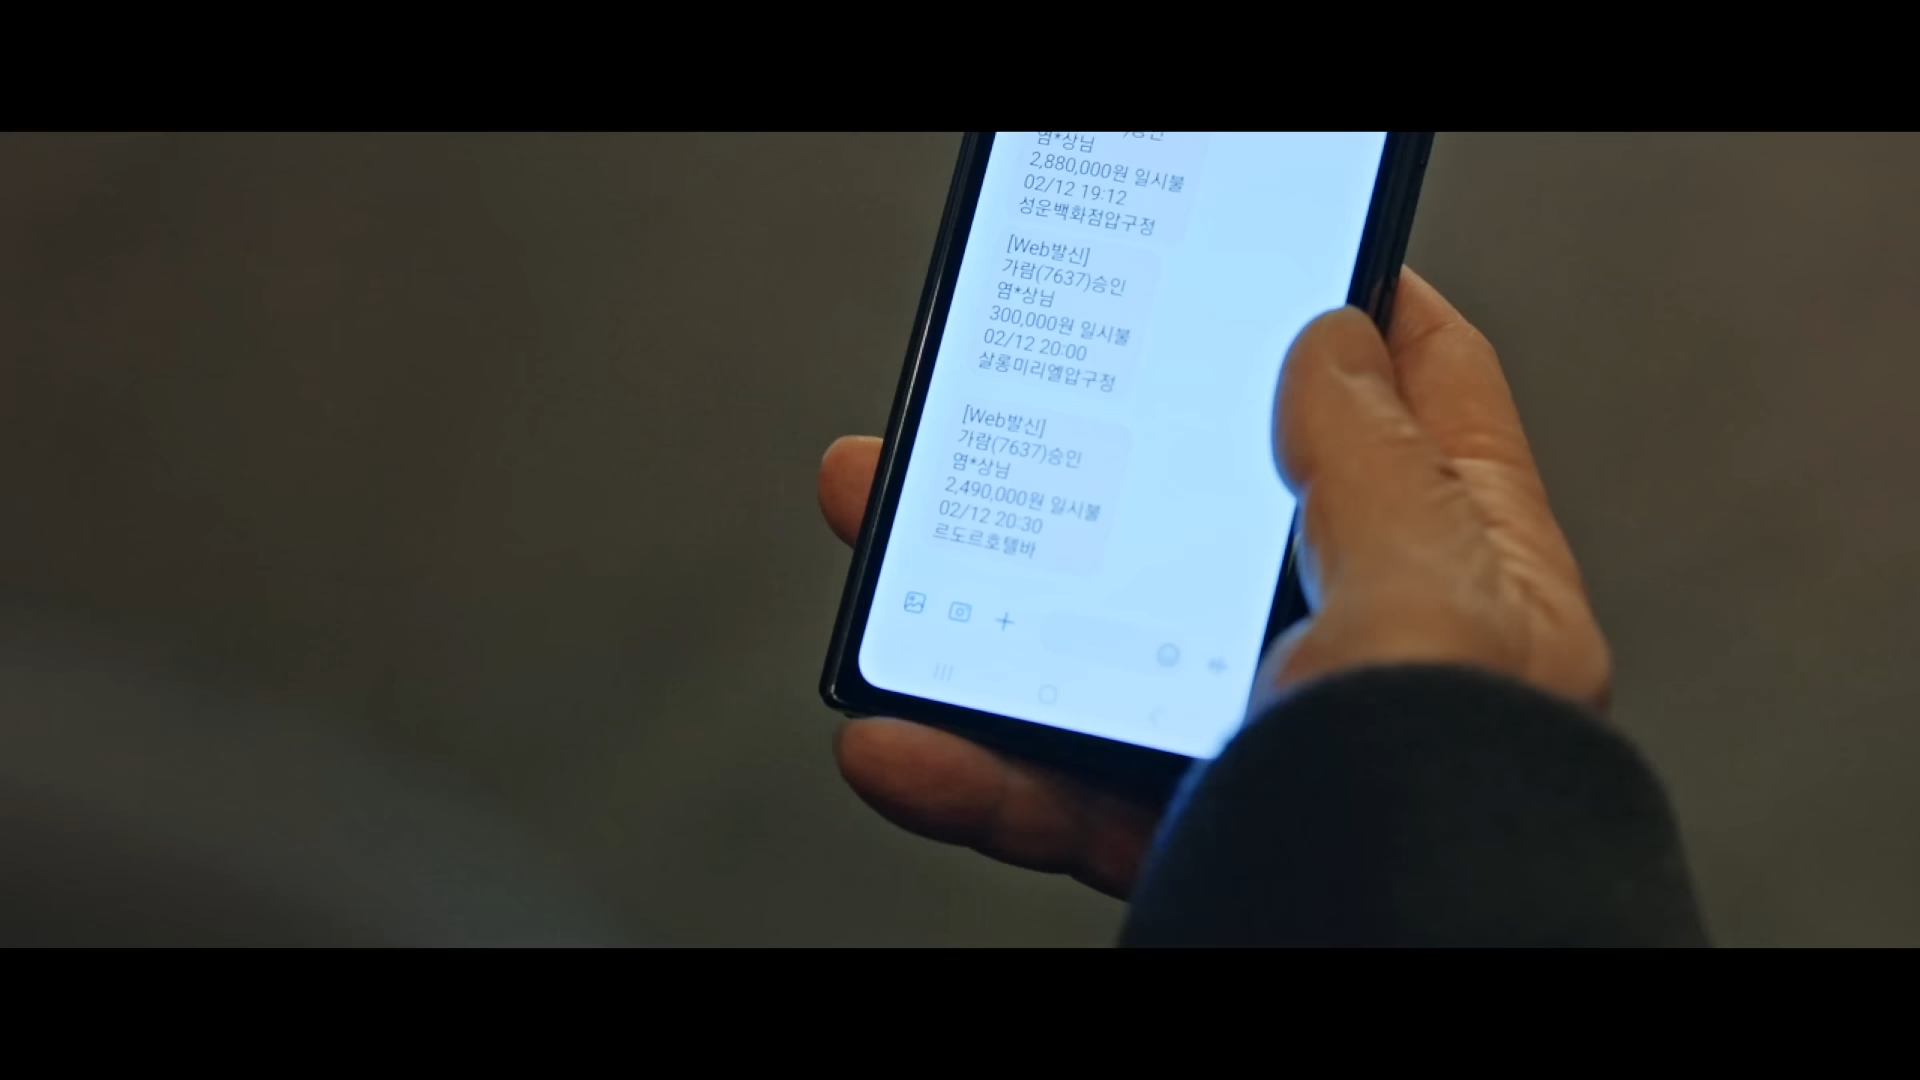 염*상님
2,880,000원 일시불
02/12 19:12
성운백화점압구정
[Web발신]
가람(7637)승인
염*상님
300,000원 일시불
02/12 20:00
살롱미리엘압구정
[Web발신]
가람(7637)승인
염*상님
2,490,000원 일시불
02/12 20:30
르도르호텔바